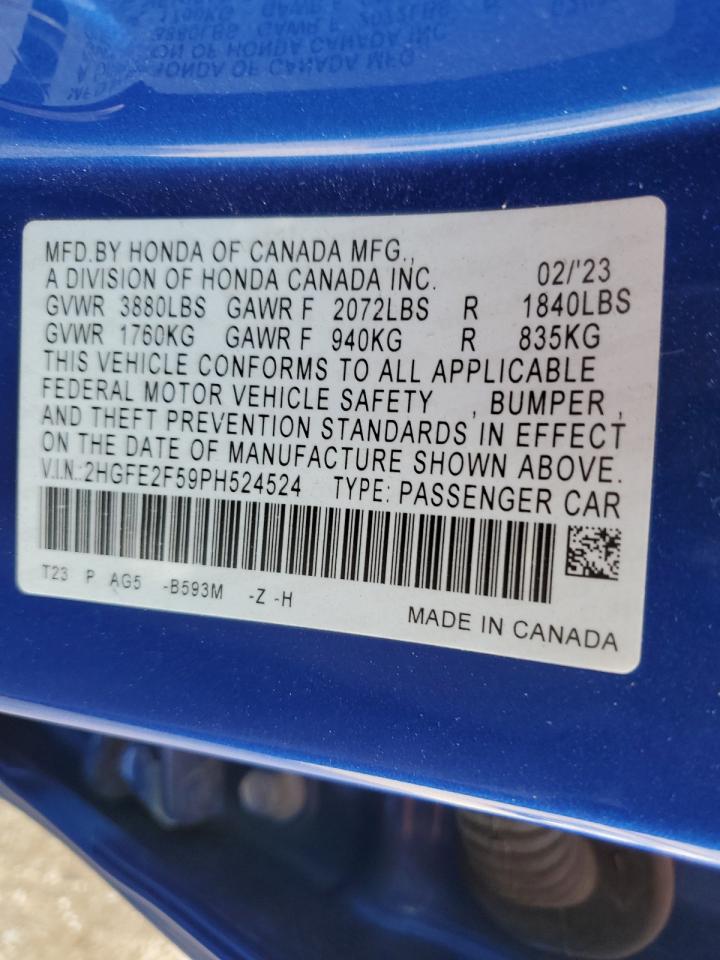 MFD.BY HONDA OF CANADA MFG.,
A DIVISION OF HONDA CANADA INC. 02/'23
GVWR 3880LBS GAWR F 2072LBS R 1840LBS
GVWR 1760KG GAWR F 940KG R 835KG
THIS VEHICLE CONFORMS TO ALL APPLICABLE
FEDERAL MOTOR VEHICLE SAFETY , BUMPER ,
AND THEFT PREVENTION STANDARDS IN EFFECT
ON THE DATE OF MANUFACTURE SHOWN ABOVE.
V.I.N.:2HGFE2F59PH524524 TYPE: PASSENGER CAR
T23 P AG5 -B593M -Z -H
MADE IN CANADA